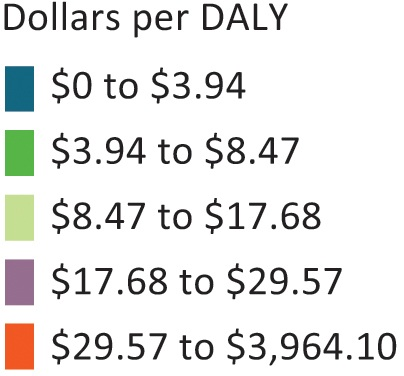 Dollars per DALY
$0 to $3.94
$3.94 to $8.47
$8.47 to $17.68
$17.68 to $29.57
$29.57 to $3,964.10